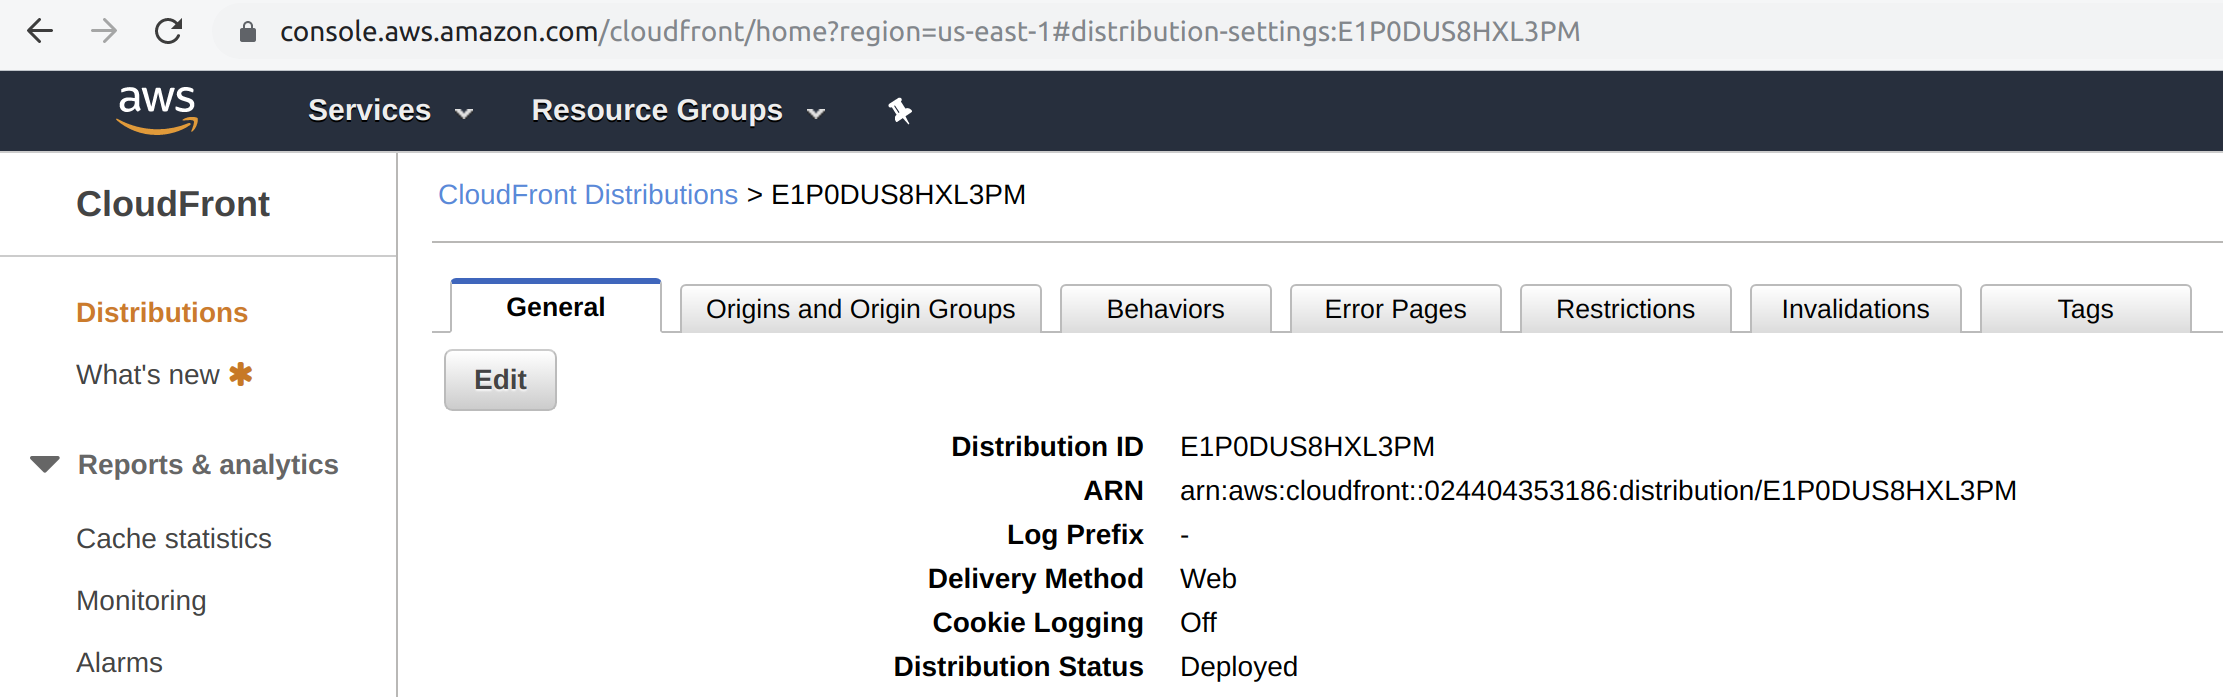 console.aws.amazon.com/cloudfront/home?region=us-east-1#distribution-settings:E1P0DUS8HXL3PM
aws Services Resource Groups
CloudFront
Distributions
What's new
Reports & analytics
Cache statistics
Monitoring
Alarms
CloudFront Distributions > E1P0DUS8HXL3PM
General Origins and Origin Groups Behaviors Error Pages Restrictions Invalidations Tags
Edit
Distribution ID E1P0DUS8HXL3PM
ARN arn:aws:cloudfront::024404353186:distribution/E1P0DUS8HXL3PM
Log Prefix -
Delivery Method Web
Cookie Logging Off
Distribution Status Deployed